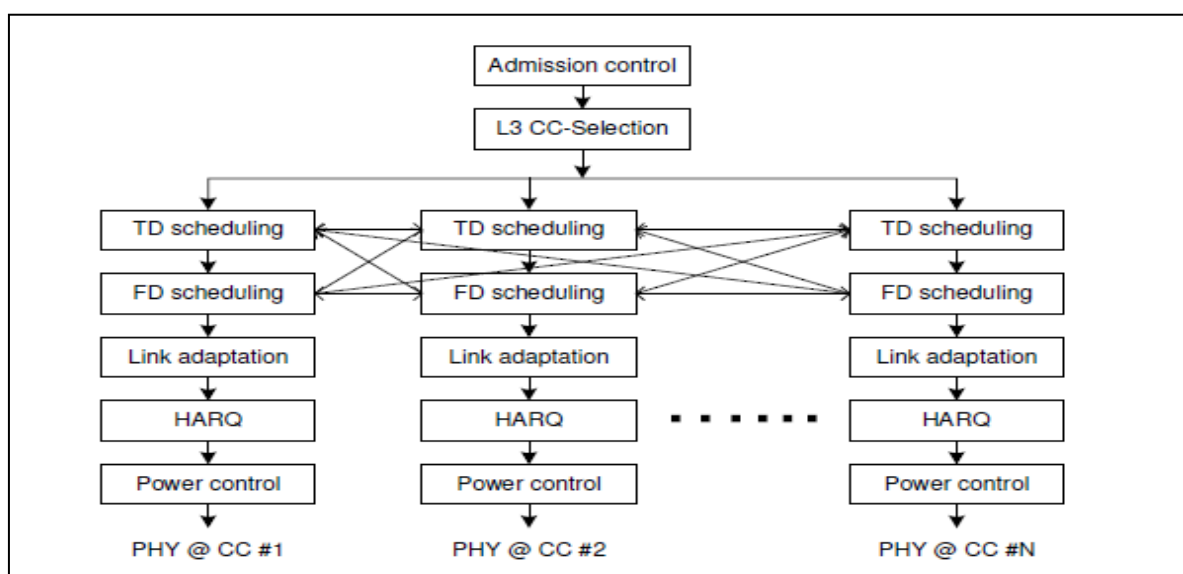 Admission control
L3 CC-Selection
TD scheduling TD scheduling TD scheduling
FD scheduling FD scheduling FD scheduling
Link adaptation Link adaptation Link adaptation
HARQ HARQ HARQ
Power control Power control Power control
PHY @ CC #1 PHY @ CC #2 PHY @ CC #N